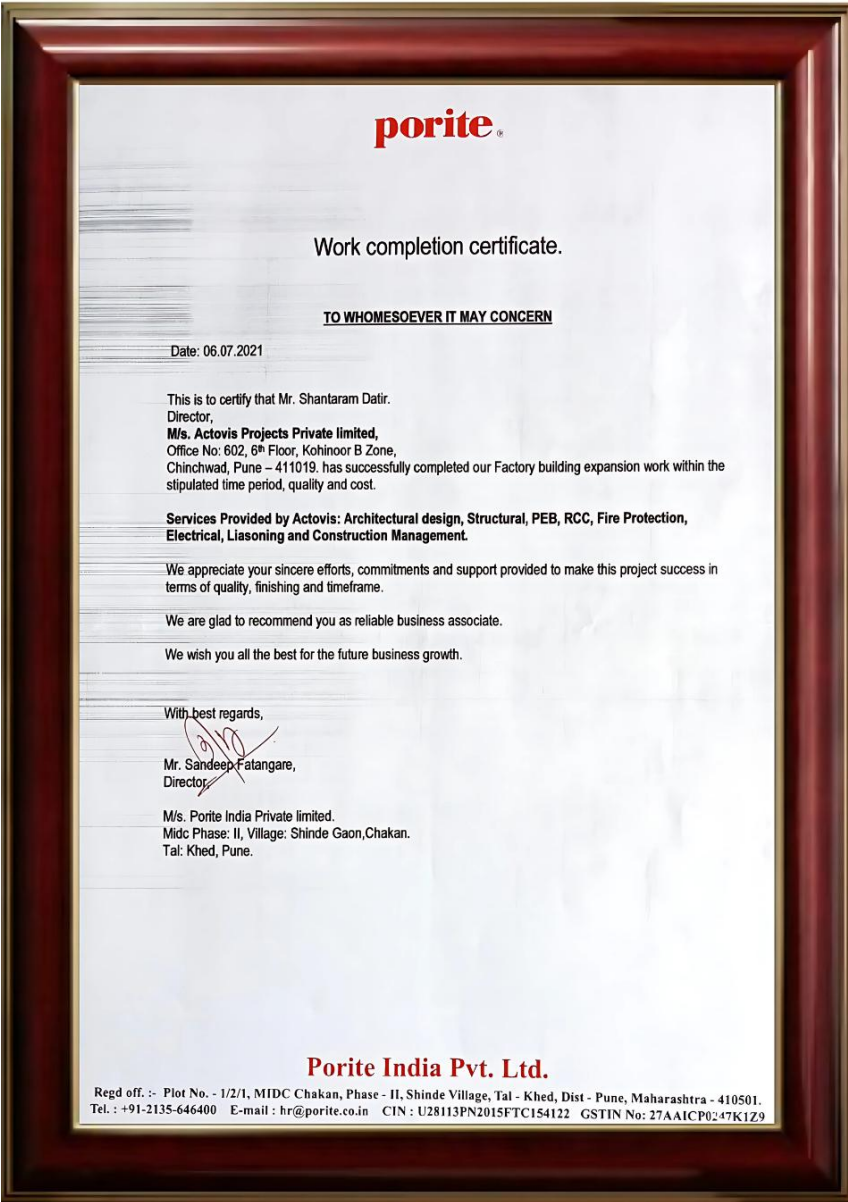 porite®
Work completion certificate.
TO WHOMESOEVER IT MAY CONCERN
Date: 06.07.2021
This is to certify that Mr. Shantaram Datir.
Director,
M/s. Actovis Projects Private limited,
Office No: 602, 6th Floor, Kohinoor B Zone,
Chinchwad, Pune – 411019. has successfully completed our Factory building expansion work within the
stipulated time period, quality and cost.
Services Provided by Actovis: Architectural design, Structural, PEB, RCC, Fire Protection,
Electrical, Liasoning and Construction Management.
We appreciate your sincere efforts, commitments and support provided to make this project success in
terms of quality, finishing and timeframe.
We are glad to recommend you as reliable business associate.
We wish you all the best for the future business growth.
With best regards,
Mr. Sandeep Fatangare,
Director
M/s. Porite India Private limited.
Midc Phase: II, Village: Shinde Gaon,Chakan.
Tal: Khed, Pune.
Porite India Pvt. Ltd.
Regd off. :- Plot No. - 1/2/1, MIDC Chakan, Phase - II, Shinde Village, Tal - Khed, Dist - Pune, Maharashtra - 410501.
Tel. : +91-2135-646400 E-mail : hr@porite.co.in CIN : U28113PN2015FTC154122 GSTIN No: 27AAICP0247K1Z9